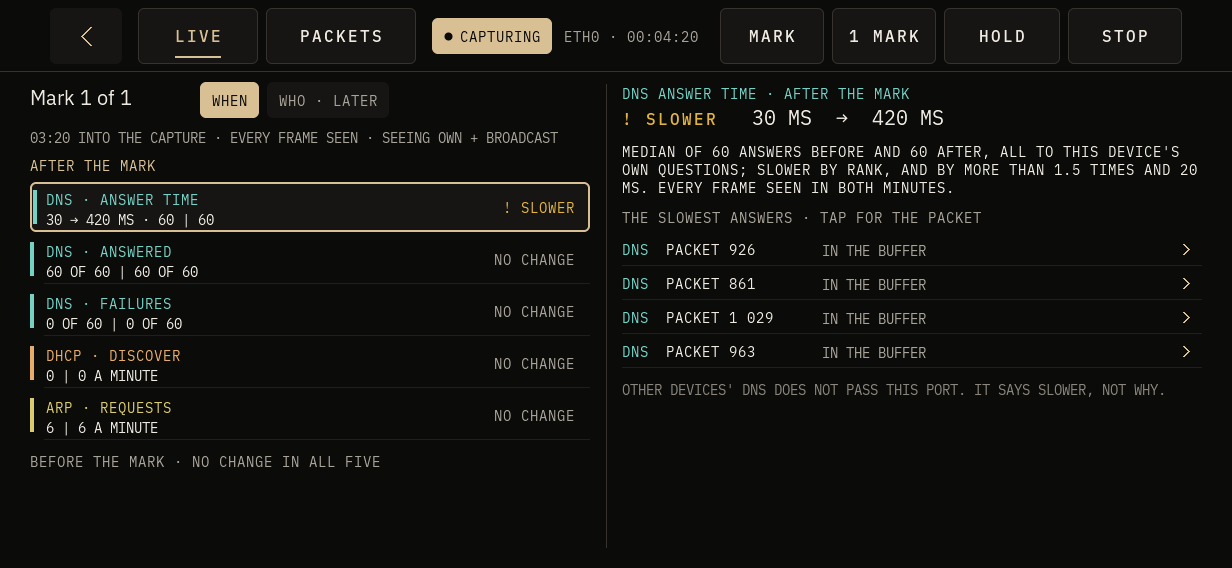 LIVE
PACKETS
● CAPTURING
ETH0 · 00:04:20
MARK
1 MARK
HOLD
STOP
Mark 1 of 1
WHEN
WHO · LATER
03:20 INTO THE CAPTURE · EVERY FRAME SEEN · SEEING OWN + BROADCAST
AFTER THE MARK
DNS · ANSWER TIME
30 → 420 MS · 60 | 60
! SLOWER
DNS · ANSWERED
60 OF 60 | 60 OF 60
NO CHANGE
DNS · FAILURES
0 OF 60 | 0 OF 60
NO CHANGE
DHCP · DISCOVER
0 | 0 A MINUTE
NO CHANGE
ARP · REQUESTS
6 | 6 A MINUTE
NO CHANGE
BEFORE THE MARK · NO CHANGE IN ALL FIVE
DNS ANSWER TIME · AFTER THE MARK
! SLOWER 30 MS → 420 MS
MEDIAN OF 60 ANSWERS BEFORE AND 60 AFTER, ALL TO THIS DEVICE'S
OWN QUESTIONS; SLOWER BY RANK, AND BY MORE THAN 1.5 TIMES AND 20
MS. EVERY FRAME SEEN IN BOTH MINUTES.
THE SLOWEST ANSWERS · TAP FOR THE PACKET
DNS PACKET 926 IN THE BUFFER
DNS PACKET 861 IN THE BUFFER
DNS PACKET 1 029 IN THE BUFFER
DNS PACKET 963 IN THE BUFFER
OTHER DEVICES' DNS DOES NOT PASS THIS PORT. IT SAYS SLOWER, NOT WHY.